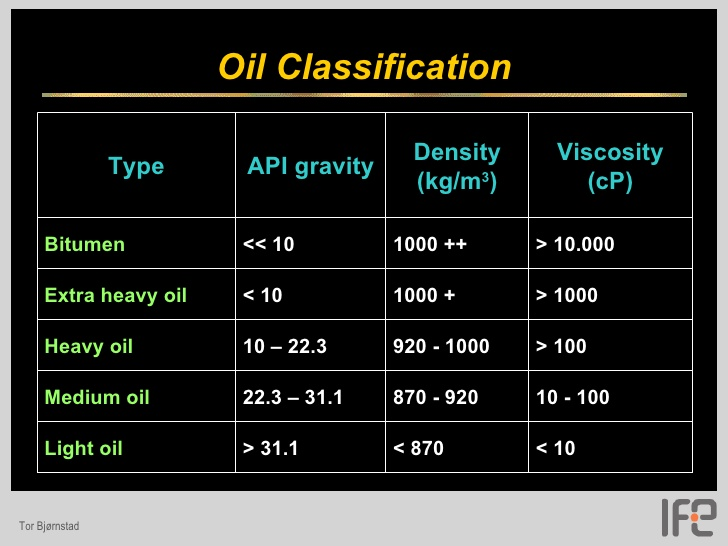 Oil Classification
Type API gravity Density (kg/m³) Viscosity (cP)
Bitumen << 10 1000 ++ > 10.000
Extra heavy oil < 10 1000 + > 1000
Heavy oil 10 – 22.3 920 - 1000 > 100
Medium oil 22.3 – 31.1 870 - 920 10 - 100
Light oil > 31.1 < 870 < 10
Tor Bjørnstad
IFE